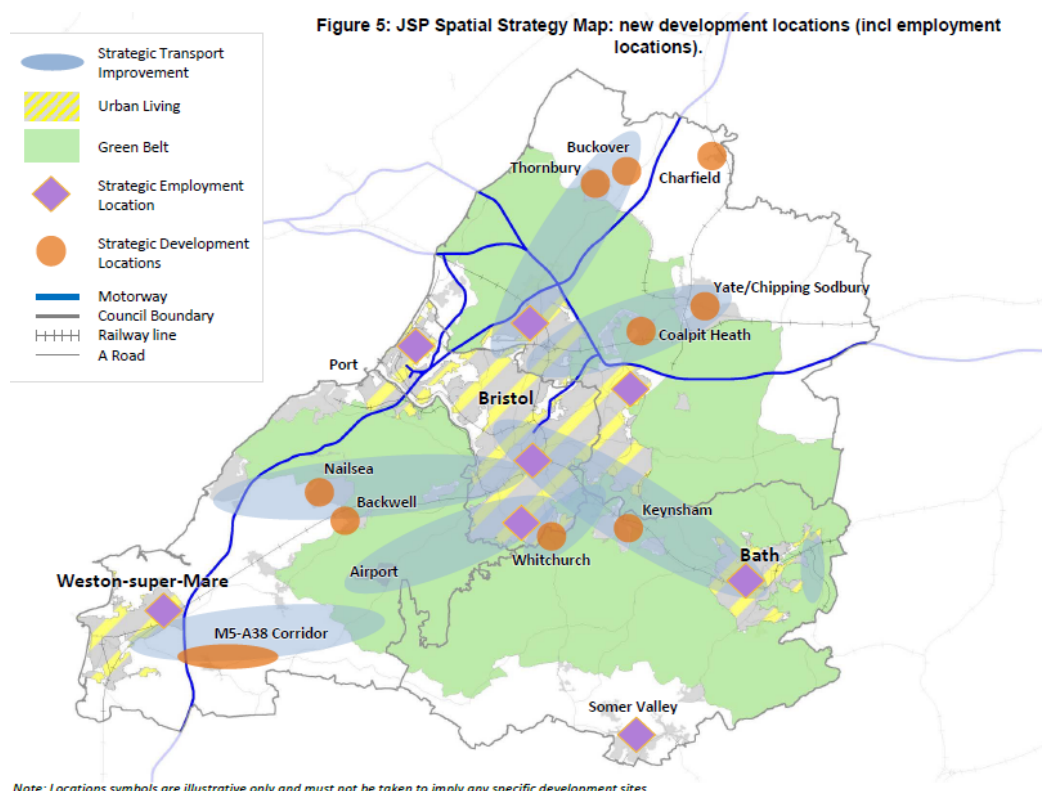 Figure 5: JSP Spatial Strategy Map: new development locations (incl employment
locations).
Strategic Transport
Improvement
Urban Living
Green Belt
Strategic Employment
Location
Strategic Development
Locations
Motorway
Council Boundary
Railway line
A Road
Buckover
Thornbury
Charfield
Yate/Chipping Sodbury
Coalpit Heath
Port
Bristol
Nailsea
Backwell
Keynsham
Whitchurch
Bath
Airport
Weston-super-Mare
M5-A38 Corridor
Somer Valley
Note: Locations symbols are illustrative only and must not be taken to imply any specific development sites